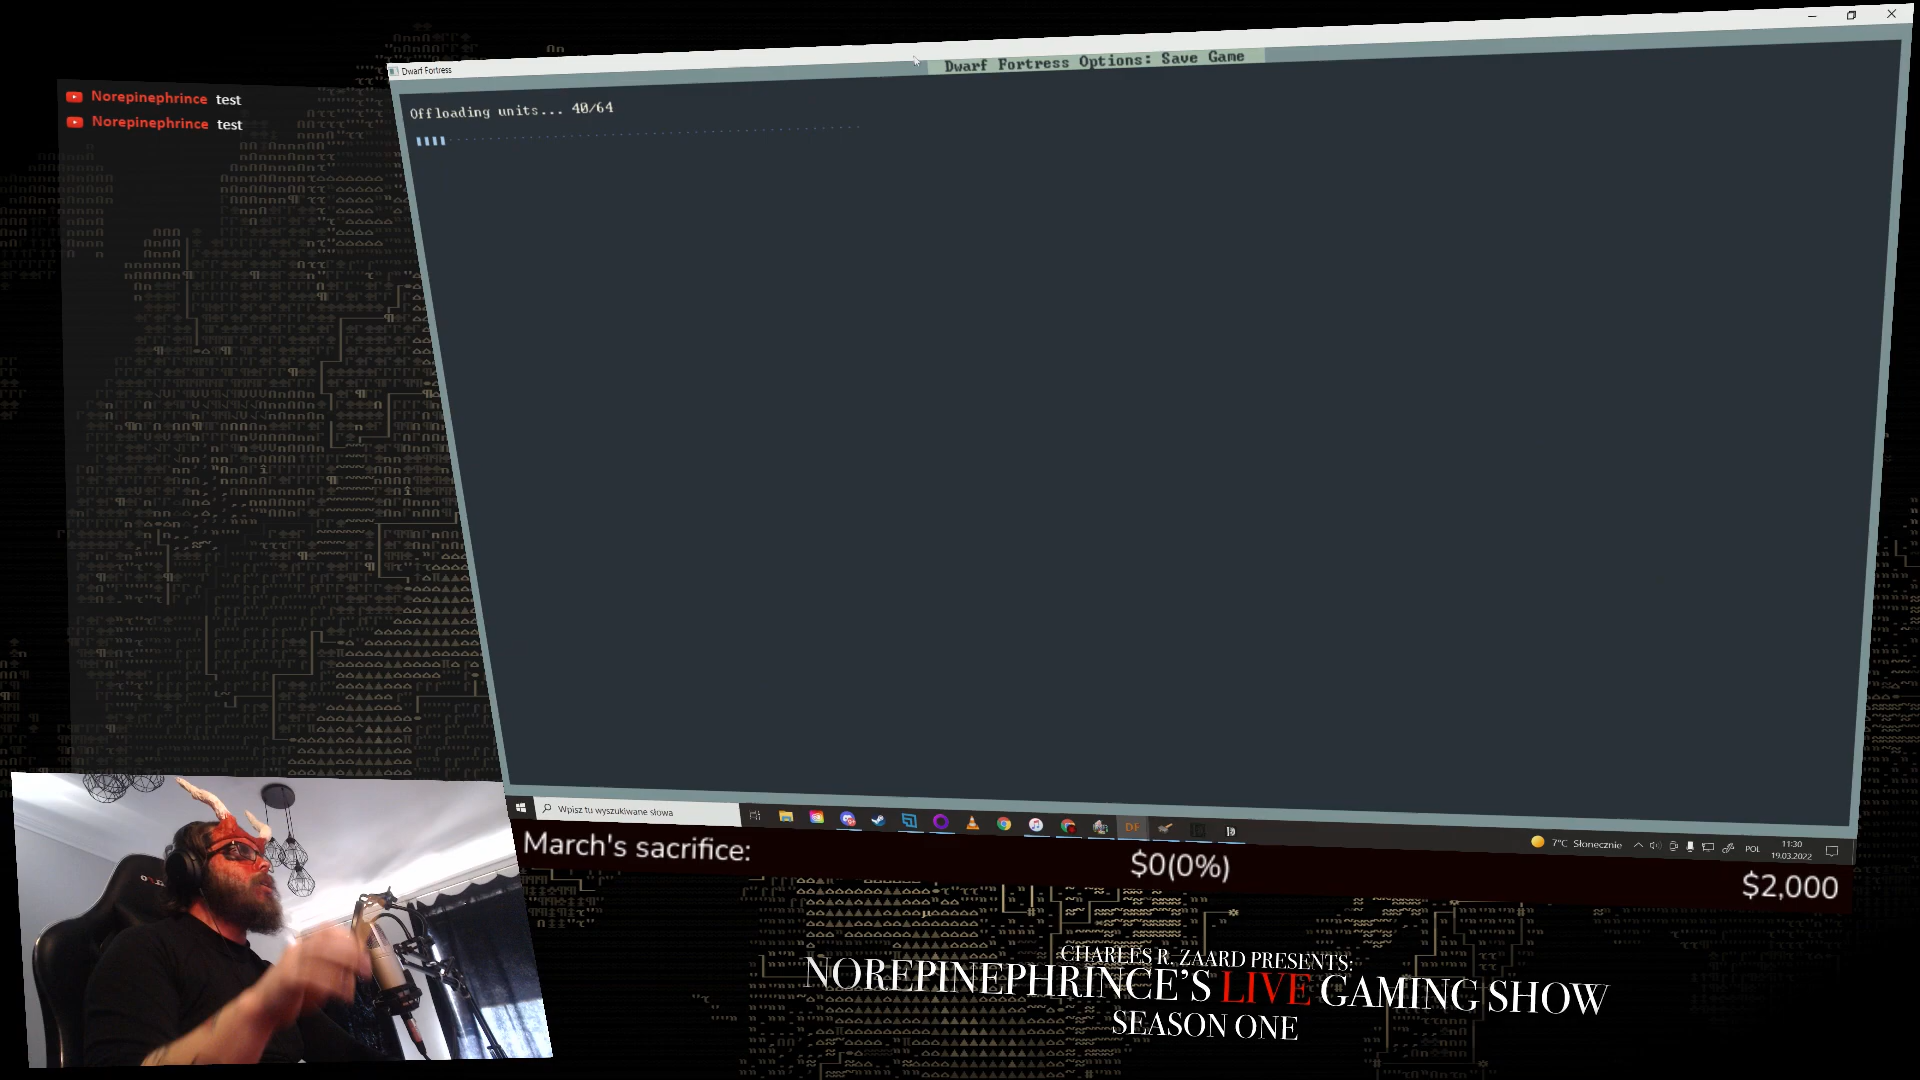 Dwarf Fortress
Dwarf Fortress Options: Save Game
Norepinephrince test
Norepinephrince test
Offloading units... 40/64
Wpisz tu wyszukiwane słowa
DF
7°C Słonecznie
POL
11:30
19.03.2022
March's sacrifice:
$0(0%)
$2,000
CHARLES R. ZAARD PRESENTS:
NOREPINEPHRINCE'S LIVE GAMING SHOW
SEASON ONE